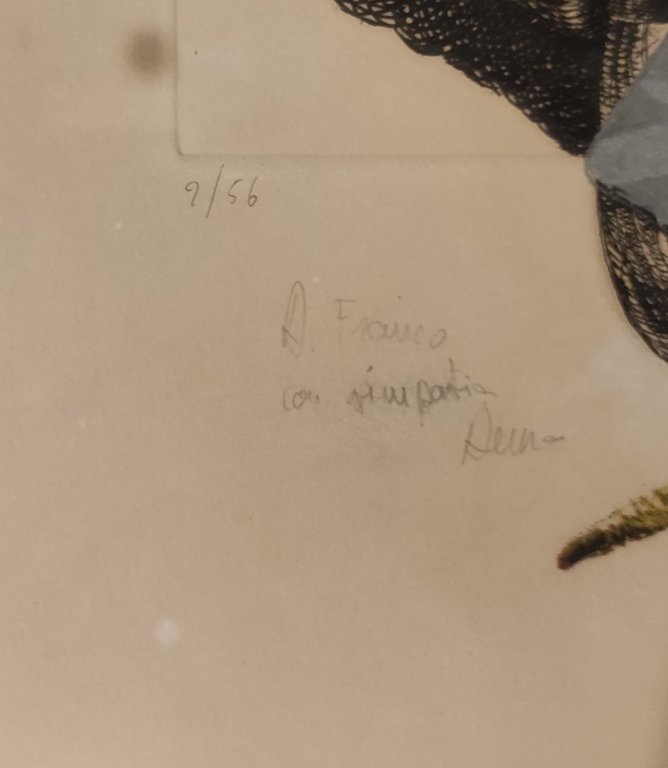 9/56
A. Franco
con simpatia